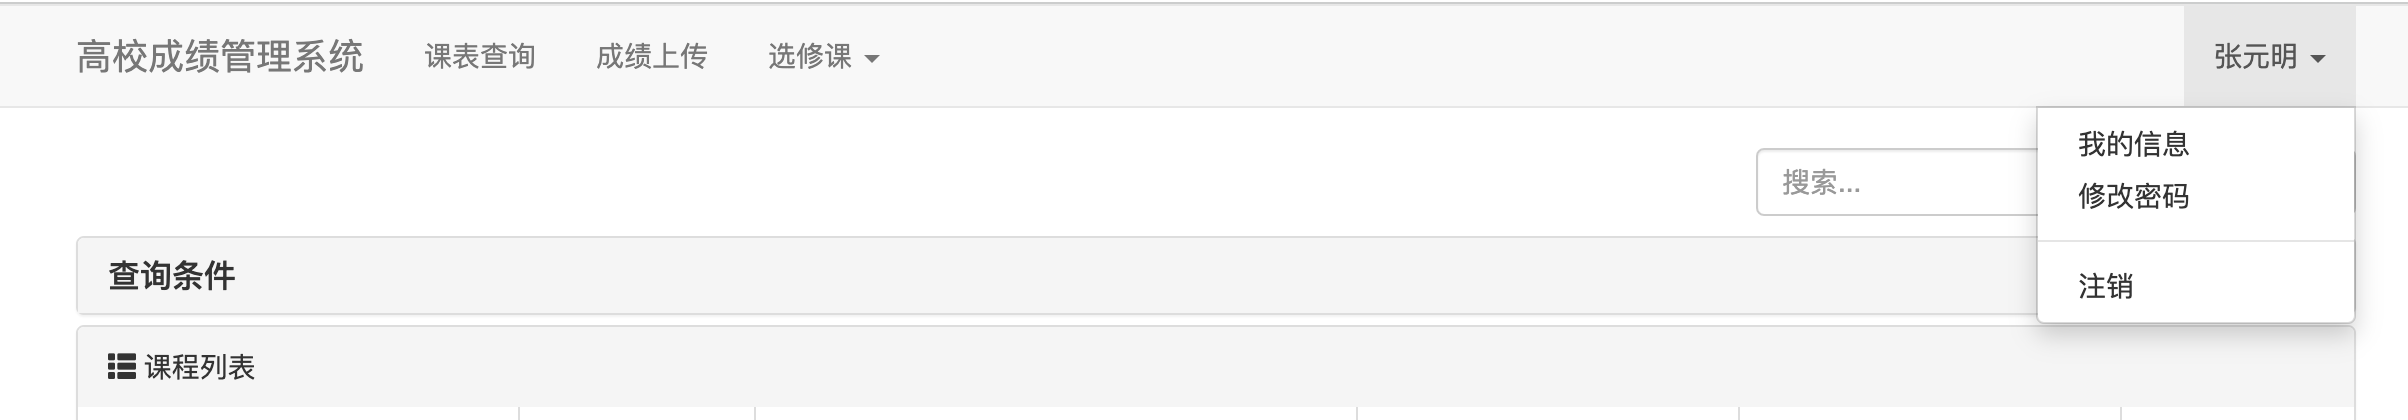 高校成绩管理系统 课表查询 成绩上传 选修课 张元明
我的信息
搜索...
修改密码
查询条件
注销
课程列表